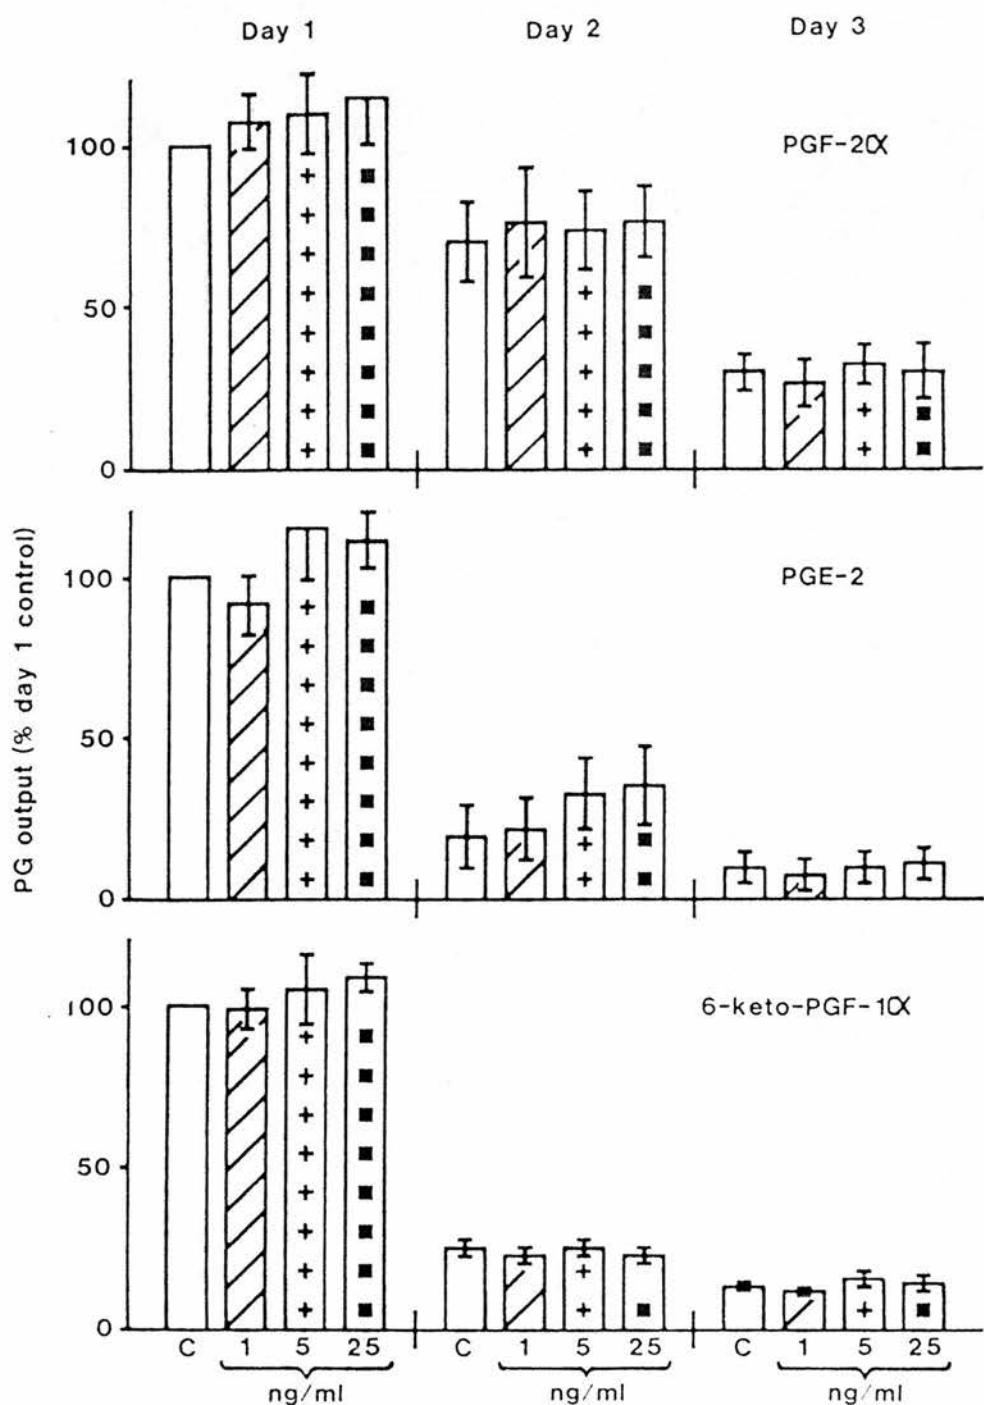 Day 1 Day 2 Day 3
PGF-2α
100
50
0
PG output (% day 1 control)
PGE-2
100
50
0
6-keto-PGF-1α
100
50
0
C 1 5 25 C 1 5 25 C 1 5 25
ng/ml ng/ml ng/ml